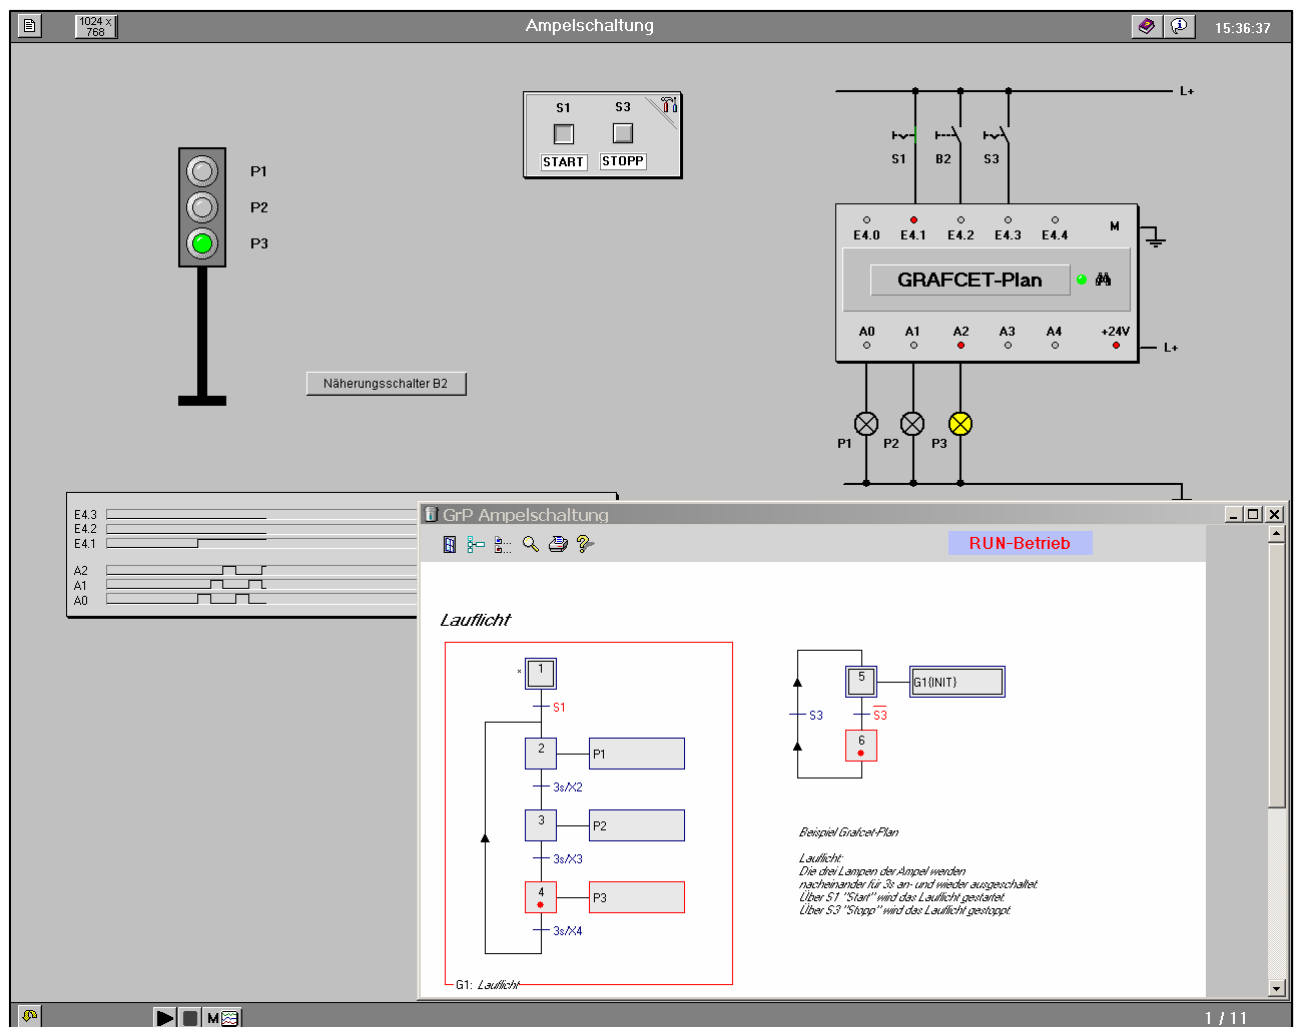 1024 x
768
Ampelschaltung
15:36:37
P1
P2
P3
S1 S3
START STOPP
L+
S1 B2 S3
E4.0 E4.1 E4.2 E4.3 E4.4 M
GRAFCET-Plan
A0 A1 A2 A3 A4 +24V
L+
P1 P2 P3
Näherungsschalter B2
E4.3
E4.2
E4.1
A2
A1
A0
GrP Ampelschaltung
RUN-Betrieb
Lauflicht
1
S1
2 P1
3s/X2
3 P2
3s/X3
4 P3
3s/X4
G1: Lauflicht
5 G1{INIT}
S3 S3
6
Beispiel Grafcet-Plan
Lauflicht:
Die drei Lampen der Ampel werden
nacheinander für 3s an- und wieder ausgeschaltet.
Über S1 "Start" wird das Lauflicht gestartet.
Über S3 "Stopp" wird das Lauflicht gestoppt.
M
1 / 11